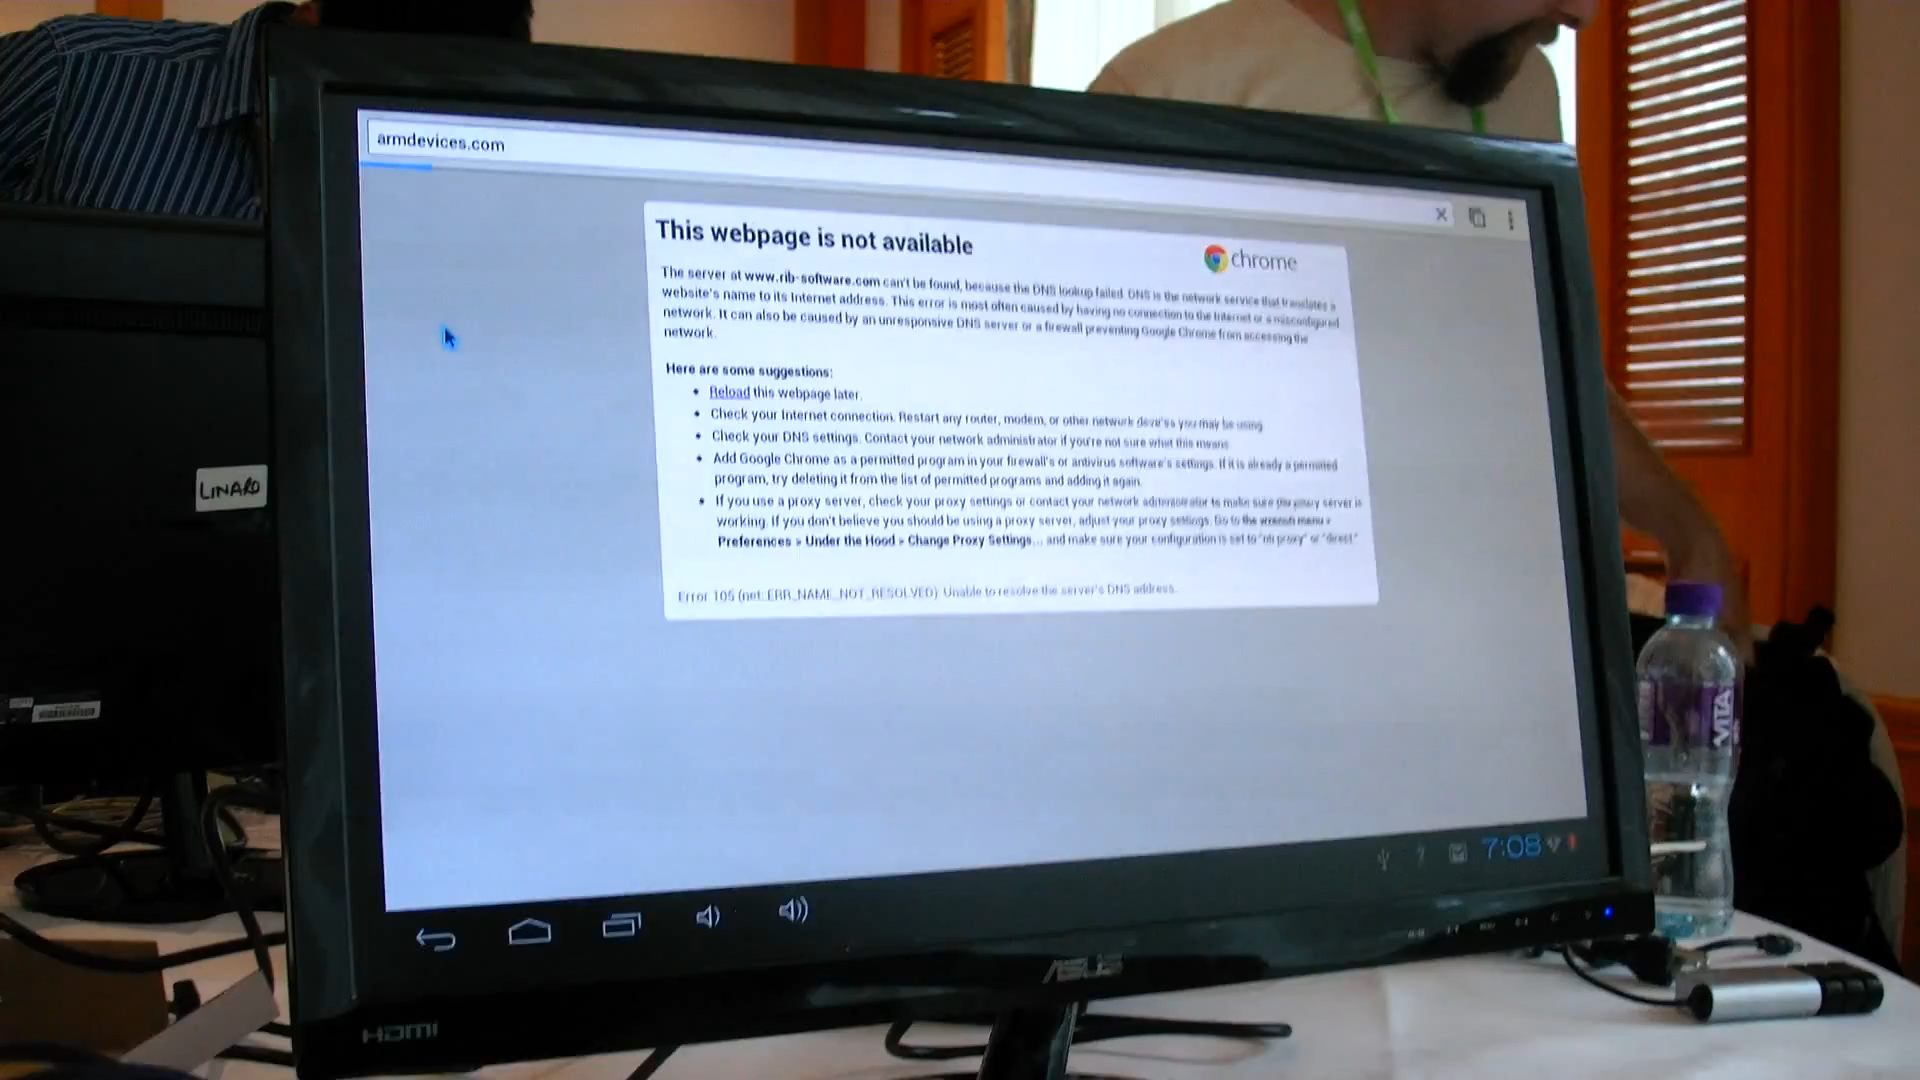 armdevices.com
This webpage is not available
chrome
The server at www.rib-software.com can't be found, because the DNS lookup failed. DNS is the network service that translates a
website's name to its Internet address. This error is most often caused by having no connection to the Internet or a misconfigured
network. It can also be caused by an unresponsive DNS server or a firewall preventing Google Chrome from accessing the
network.
Here are some suggestions:
• Reload this webpage later.
• Check your Internet connection. Restart any router, modem, or other network devices you may be using.
• Check your DNS settings. Contact your network administrator if you're not sure what this means.
• Add Google Chrome as a permitted program in your firewall's or antivirus software's settings. If it is already a permitted
program, try deleting it from the list of permitted programs and adding it again.
• If you use a proxy server, check your proxy settings or contact your network administrator to make sure the proxy server is
working. If you don't believe you should be using a proxy server, adjust your proxy settings. Go to the wrench menu >
Preferences > Under the Hood > Change Proxy Settings... and make sure your configuration is set to "no proxy" or "direct."
Error 105 (net::ERR_NAME_NOT_RESOLVED): Unable to resolve the server's DNS address.
LINARO
7:08
ASUS
HDMI
VITA